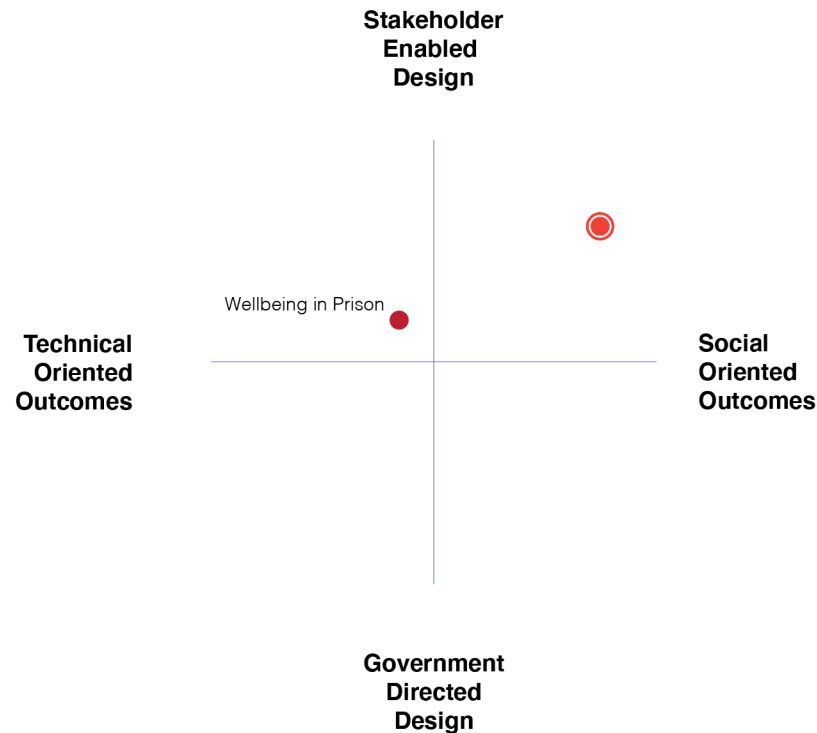 Stakeholder
Enabled
Design
Wellbeing in Prison
Technical
Oriented
Outcomes
Social
Oriented
Outcomes
Government
Directed
Design